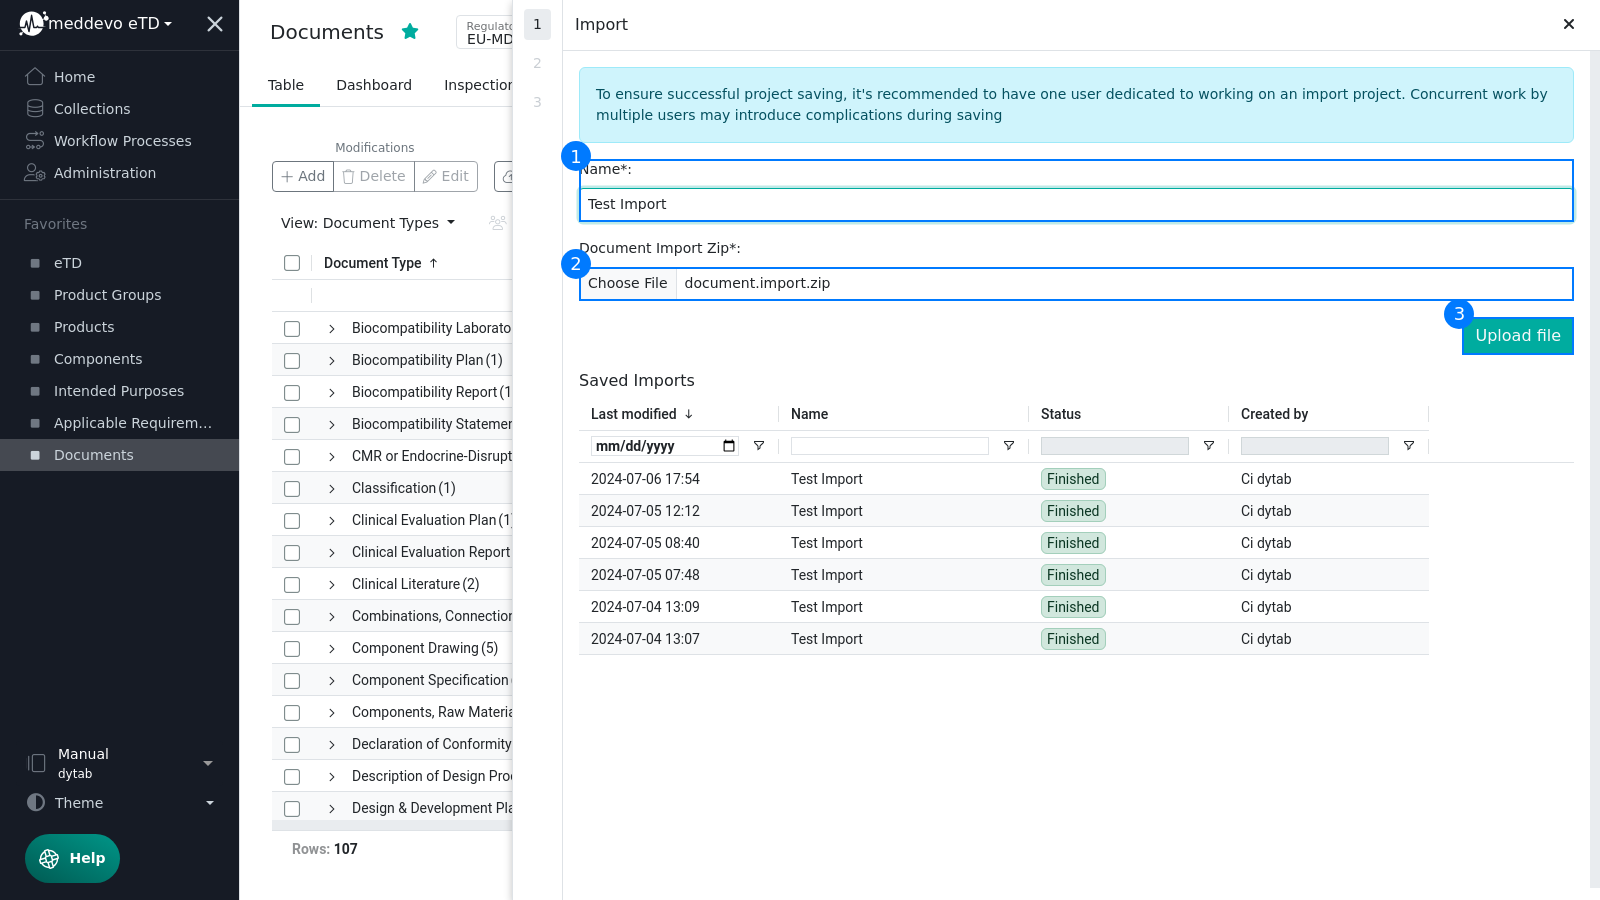 meddevo eTD
Home
Collections
Workflow Processes
Administration
Favorites
eTD
Product Groups
Products
Components
Intended Purposes
Applicable Requirem...
Documents
Manual
dytab
Theme
Help
Documents
Regulato
EU-MD
Table
Dashboard
Inspection
Modifications
Add
Delete
Edit
View: Document Types
Document Type
Biocompatibility Laborato
Biocompatibility Plan (1)
Biocompatibility Report (1
Biocompatibility Statemen
CMR or Endocrine-Disrupt
Classification (1)
Clinical Evaluation Plan (1)
Clinical Evaluation Report
Clinical Literature (2)
Combinations, Connection
Component Drawing (5)
Component Specification
Components, Raw Materia
Declaration of Conformity
Description of Design Pro
Design & Development Pla
Rows: 107
1
2
3
Import
To ensure successful project saving, it's recommended to have one user dedicated to working on an import project. Concurrent work by
multiple users may introduce complications during saving
1
Name*:
Test Import
Document Import Zip*:
2
Choose File document.import.zip
3
Upload file
Saved Imports
Last modified Name Status Created by
mm/dd/yyyy
2024-07-06 17:54 Test Import Finished Ci dytab
2024-07-05 12:12 Test Import Finished Ci dytab
2024-07-05 08:40 Test Import Finished Ci dytab
2024-07-05 07:48 Test Import Finished Ci dytab
2024-07-04 13:09 Test Import Finished Ci dytab
2024-07-04 13:07 Test Import Finished Ci dytab